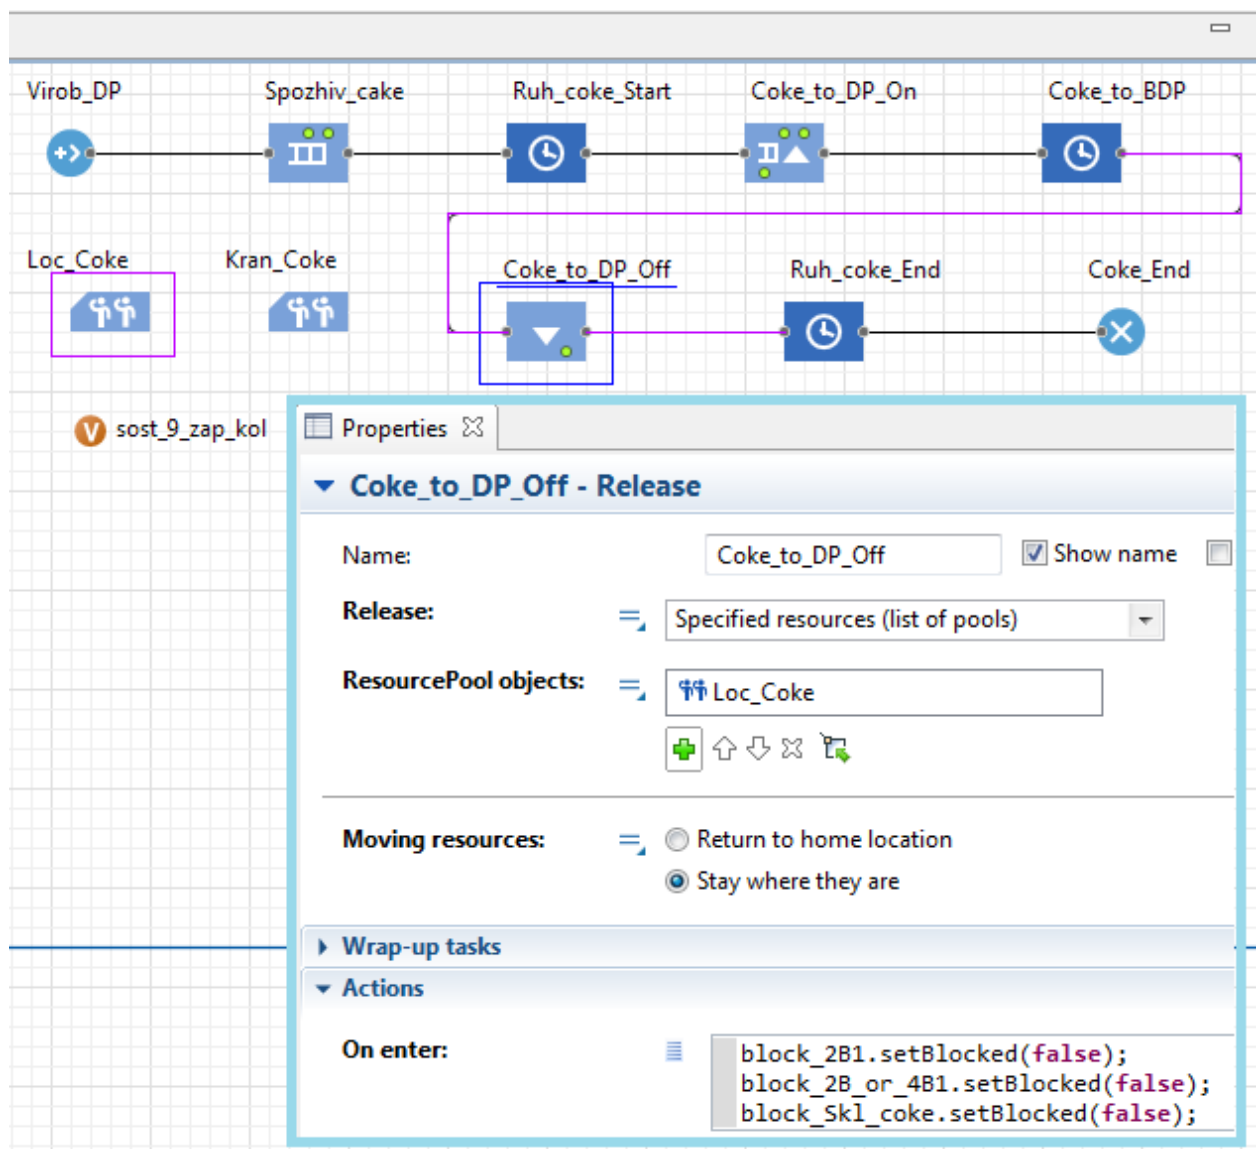 Virob_DP
Spozhiv_cake
Ruh_coke_Start
Coke_to_DP_On
Coke_to_BDP
Loc_Coke
Kran_Coke
Coke_to_DP_Off
Ruh_coke_End
Coke_End
V sost_9_zap_kol
Properties
Coke_to_DP_Off - Release
Name: Coke_to_DP_Off Show name
Release: Specified resources (list of pools)
ResourcePool objects: Loc_Coke
Moving resources: Return to home location
Stay where they are
Wrap-up tasks
Actions
On enter: block_2B1.setBlocked(false);
block_2B_or_4B1.setBlocked(false);
block_Skl_coke.setBlocked(false);